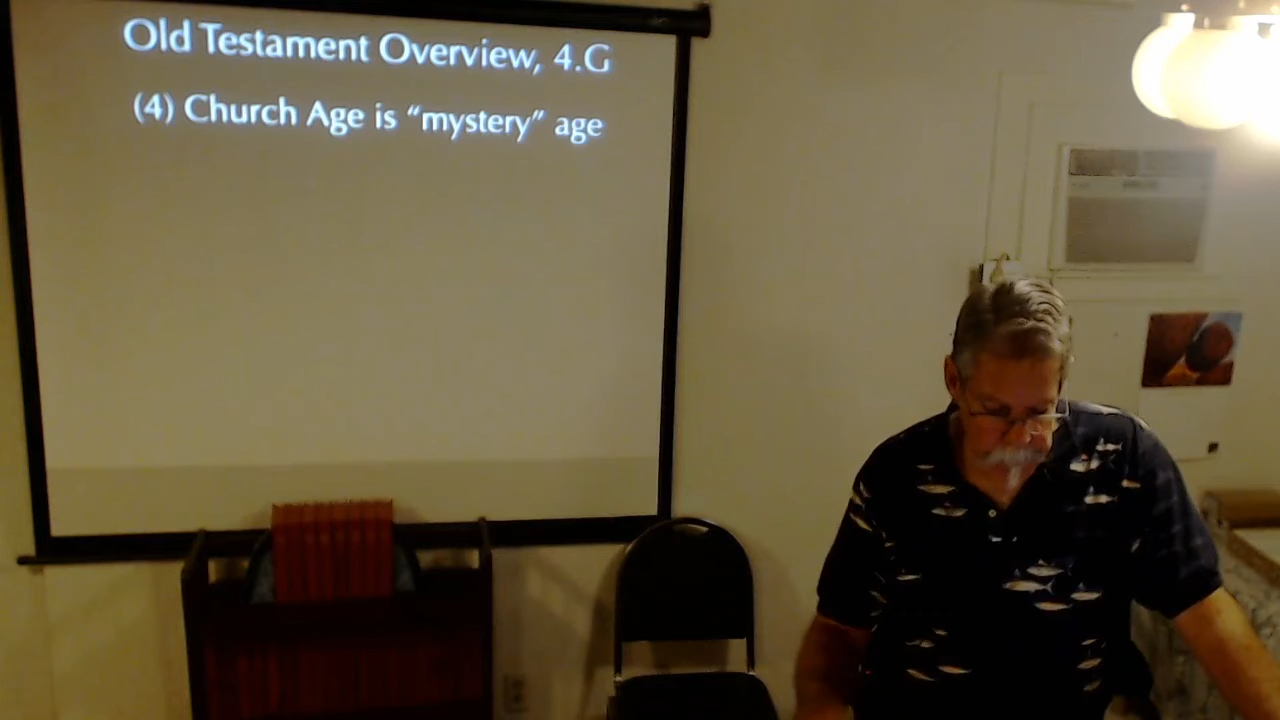 Old Testament Overview, 4.G
(4) Church Age is “mystery” age